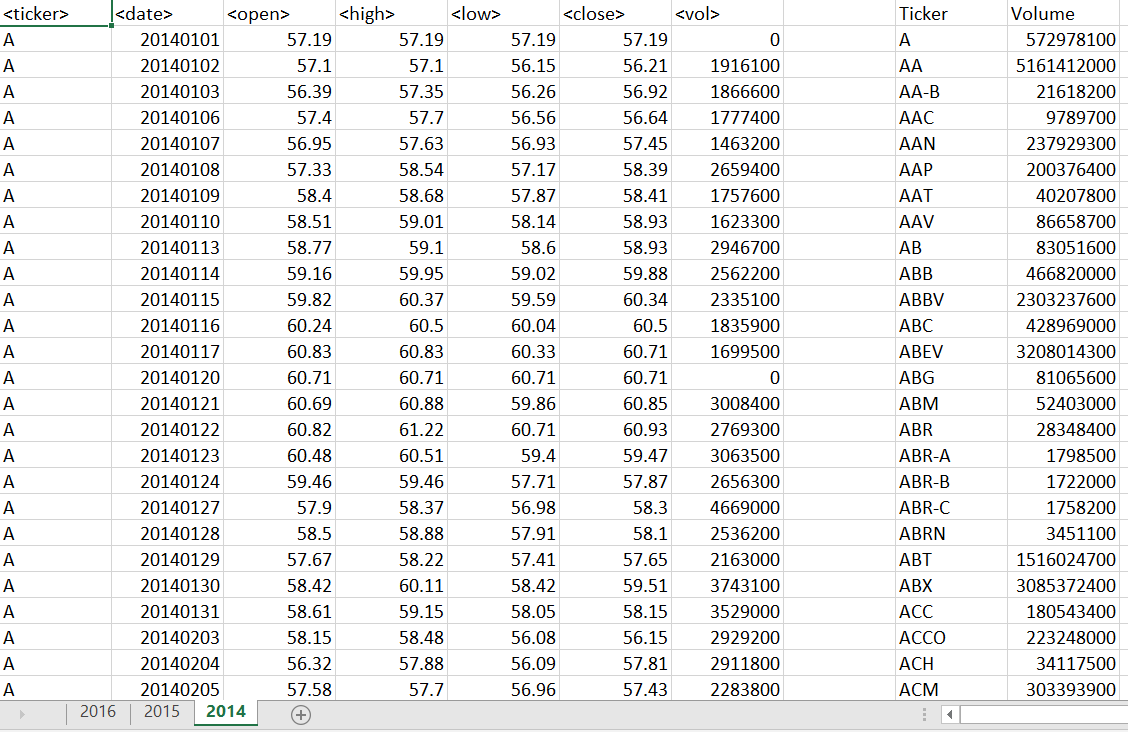 <ticker> <date> <open> <high> <low> <close> <vol> Ticker Volume
A 20140101 57.19 57.19 57.19 57.19 0 A 572978100
A 20140102 57.1 57.1 56.15 56.21 1916100 AA 5161412000
A 20140103 56.39 57.35 56.26 56.92 1866600 AA-B 21618200
A 20140106 57.4 57.7 56.56 56.64 1777400 AAC 9789700
A 20140107 56.95 57.63 56.93 57.45 1463200 AAN 237929300
A 20140108 57.33 58.54 57.17 58.39 2659400 AAP 200376400
A 20140109 58.4 58.68 57.87 58.41 1757600 AAT 40207800
A 20140110 58.51 59.01 58.14 58.93 1623300 AAV 86658700
A 20140113 58.77 59.1 58.6 58.93 2946700 AB 83051600
A 20140114 59.16 59.95 59.02 59.88 2562200 ABB 466820000
A 20140115 59.82 60.37 59.59 60.34 2335100 ABBV 2303237600
A 20140116 60.24 60.5 60.04 60.5 1835900 ABC 428969000
A 20140117 60.83 60.83 60.33 60.71 1699500 ABEV 3208014300
A 20140120 60.71 60.71 60.71 60.71 0 ABG 81065600
A 20140121 60.69 60.88 59.86 60.85 3008400 ABM 52403000
A 20140122 60.82 61.22 60.71 60.93 2769300 ABR 28348400
A 20140123 60.48 60.51 59.4 59.47 3063500 ABR-A 1798500
A 20140124 59.46 59.46 57.71 57.87 2656300 ABR-B 1722000
A 20140127 57.9 58.37 56.98 58.3 4669000 ABR-C 1758200
A 20140128 58.5 58.88 57.91 58.1 2536200 ABRN 3451100
A 20140129 57.67 58.22 57.41 57.65 2163000 ABT 1516024700
A 20140130 58.42 60.11 58.42 59.51 3743100 ABX 3085372400
A 20140131 58.61 59.15 58.05 58.15 3529000 ACC 180543400
A 20140203 58.15 58.48 56.08 56.15 2929200 ACCO 223248000
A 20140204 56.32 57.88 56.09 57.81 2911800 ACH 34117500
A 20140205 57.58 57.7 56.96 57.43 2283800 ACM 303393900
2016 2015 2014